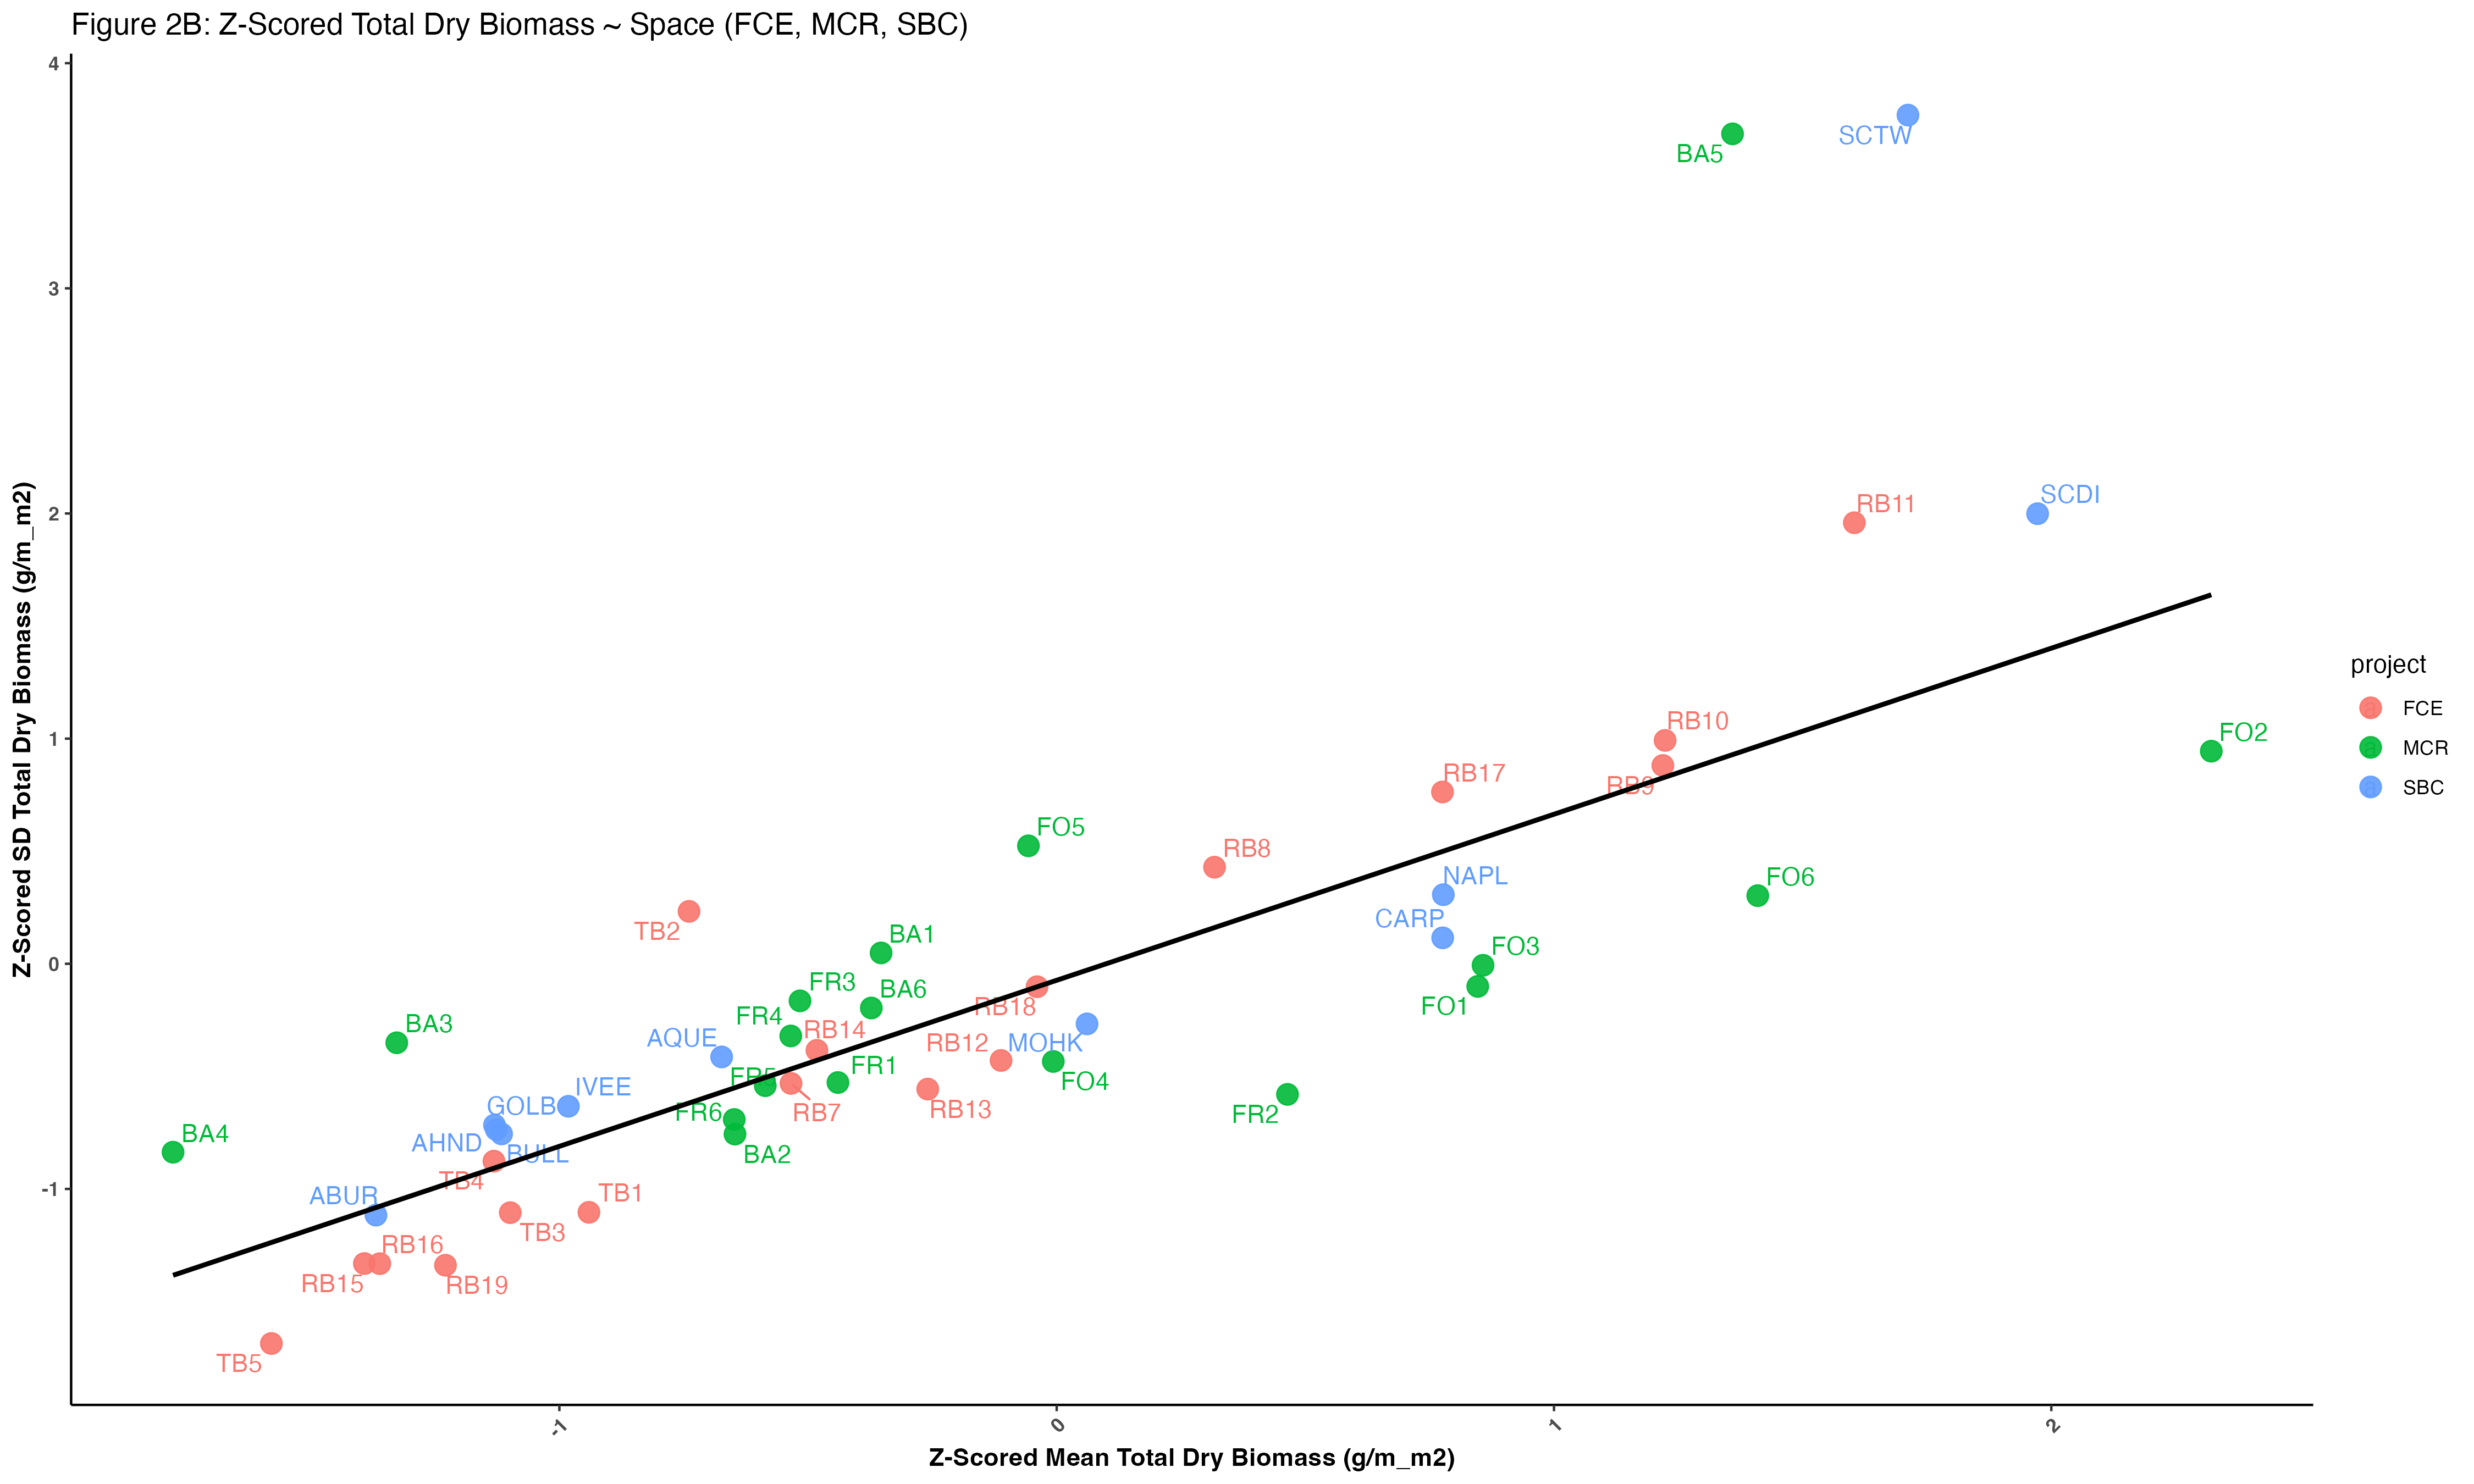 Figure 2B: Z-Scored Total Dry Biomass ~ Space (FCE, MCR, SBC)
4
3
2
1
0
-1
Z-Scored SD Total Dry Biomass (g/m_m2)
SCTW
BA5
SCDI
RB11
RB10
FO2
RB17
RB9
FO5
RB8
NAPL
FO6
CARP
TB2
BA1
FO3
FR3
BA6
RB18
FO1
FR4
RB14
BA3
AQUE
RB12
MOHK
FR1
FO4
FR5
IVEE
GOLB
FR6
RB7
RB13
FR2
BA4
AHND
BULL
BA2
TB4
ABUR
TB1
TB3
RB16
RB15
RB19
TB5
-1
0
1
2
Z-Scored Mean Total Dry Biomass (g/m_m2)
project
a FCE
a MCR
a SBC